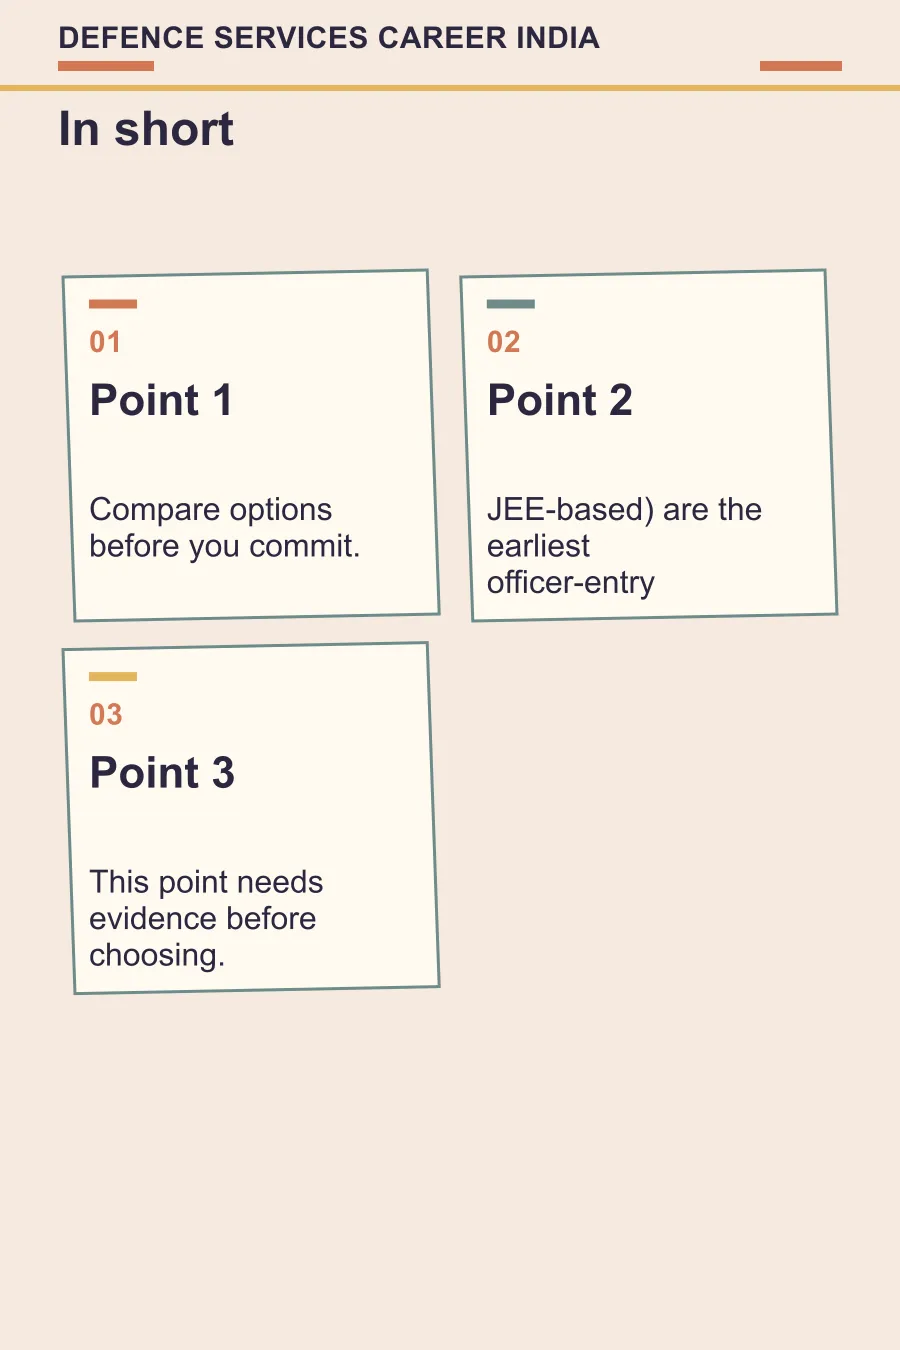 DEFENCE SERVICES CAREER INDIA
In short
01
Point 1
Compare options
before you commit.
02
Point 2
JEE-based) are the
earliest
officer-entry
03
Point 3
This point needs
evidence before
choosing.